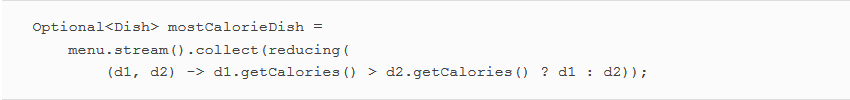 Optional<Dish> mostCalorieDish =
    menu.stream().collect(reducing(
        (d1, d2) -> d1.getCalories() > d2.getCalories() ? d1 : d2));